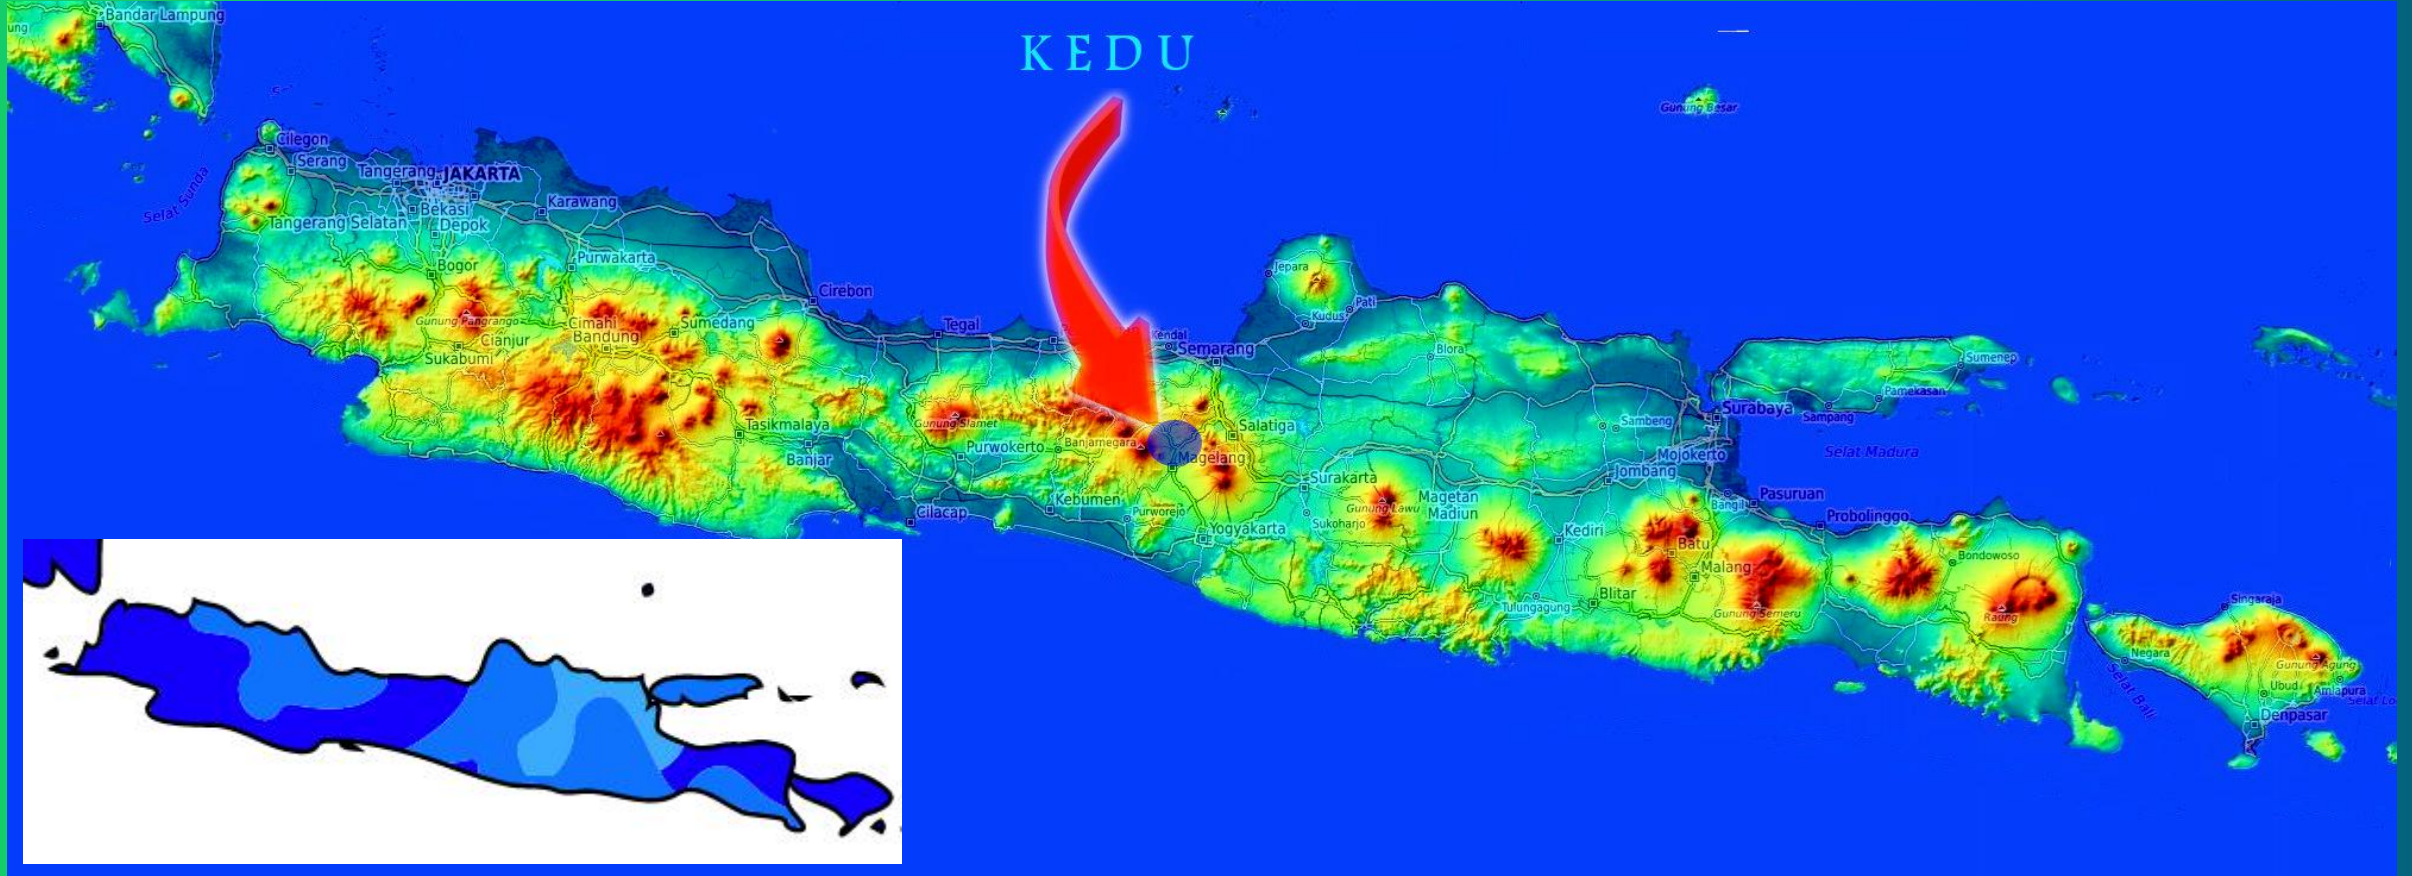 Bandar Lampung
ung
KEDU
Gunung Besar
Cilegon
Serang
Tangerang
JAKARTA
Selat Sunda
Bekasi
Karawang
Tangerang Selatan
Depok
Bogor
Purwakarta
Jepara
Cirebon
Pati
Kudus
Gunung Pangrango
Cimahi
Sumedang
Tegal
Kendal
Cianjur
Bandung
Semarang
Blora
Sukabumi
Sumenep
Pamekasan
Surabaya
Sampang
Gunung Slamet
Tasikmalaya
Salatiga
Sambeng
Banjarnegara
Purwokerto
Selat Madura
Banjar
Magelang
Mojokerto
Jombang
Surakarta
Kebumen
Magetan
Pasuruan
Gunung Lawu
Bangil
Cilacap
Purworejo
Madiun
Probolinggo
Yogyakarta
Sukoharjo
Kediri
Batu
Bondowoso
Malang
Blitar
Tulungagung
Gunung Semeru
Raung
Singaraja
Negara
Gunung Agung
Selat Bali
Ubud
Amlapura
Selat Lo
Denpasar